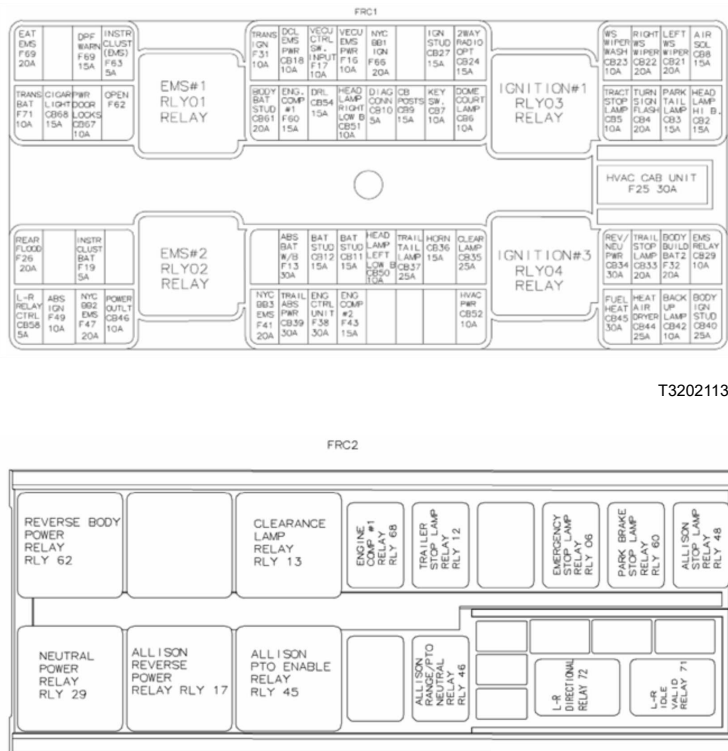 FRC1
EAT
EMS
F69
20A
DPF
WARN
F69
15A
INSTR
CLUST
(EMS)
F63
5A
EMS#1
RLY01
RELAY
TRANS
IGN
F31
10A
DCL
EMS
PWR
CB18
10A
VECU
CTRL
SW.
INPUT
F17
10A
VECU
EMS
PWR
F16
10A
NYC
BB1
IGN
F66
20A
IGN
STUD
CB27
15A
2WAY
RADIO
OPT
CB24
15A
IGNITION#1
RLY03
RELAY
WS
WIPER
WASH
CB23
10A
RIGHT
WS
WIPER
CB22
20A
LEFT
WS
WIPER
CB21
20A
AIR
SOL
CB8
15A
TRANS
BAT
F71
10A
CIGAR
LIGHT
CB68
15A
PWR
DOOR
LOCKS
CB67
10A
OPEN
F62
BODY
BAT
STUD
CB61
20A
ENG.
COMP
#1
F60
15A
DRL
CB54
15A
HEAD
LAMP
RIGHT
LOW B
CB51
10A
DIAG
CONN
CB10
5A
CB
POSTS
CB9
15A
KEY
SW.
CB7
10A
DOME
COURT
LAMP
CB6
10A
TRACT
STOP
LAMP
CB5
10A
TURN
SIGN
FLASH
CB4
20A
PARK
TAIL
LAMP
CB3
15A
HEAD
LAMP
HI B.
CB2
15A
HVAC CAB UNIT
F25 30A
REAR
FLOOD
F26
20A
INSTR
CLUST
BAT
F19
5A
EMS#2
RLY02
RELAY
ABS
BAT
W/B
F13
30A
BAT
STUD
CB12
15A
BAT
STUD
CB11
15A
HEAD
LAMP
LEFT
LOW B
CB50
10A
TRAIL
TAIL
LAMP
CB37
25A
HORN
CB36
15A
CLEAR
LAMP
CB35
25A
IGNITION#3
RLY04
RELAY
REV/
NEU
PWR
CB34
30A
TRAIL
STOP
LAMP
CB33
20A
BODY
BUILD
BAT2
F32
20A
EMS
RELAY
CB29
10A
L-R
RELAY
CTRL
CB58
5A
ABS
IGN
F49
10A
NYC
BB2
EMS
F47
20A
POWER
OUTLT
CB46
10A
NYC
BB3
EMS
F41
20A
TRAIL
ABS
PWR
CB39
30A
ENG
CTRL
UNIT
F38
30A
ENG
COMP
#2
F43
15A
HVAC
PWR
CB52
10A
FUEL
HEAT
CB45
30A
HEAT
AIR
DRYER
CB44
25A
BACK
UP
LAMP
CB42
10A
BODY
IGN
STUD
CB40
25A
T3202113
FRC2
REVERSE BODY
POWER
RELAY
RLY 62
CLEARANCE
LAMP
RELAY
RLY 13
ENGINE
COMP #1
RELAY
RLY 68
TRAILER
STOP LAMP
RELAY
RLY 12
EMERGENCY
STOP LAMP
RELAY
RLY 06
PARK BRAKE
STOP LAMP
RELAY
RLY 60
ALLISON
STOP LAMP
RELAY
RLY 48
NEUTRAL
POWER
RELAY
RLY 29
ALLISON
REVERSE
POWER
RELAY RLY 17
ALLISON
PTO ENABLE
RELAY
RLY 45
ALLISON
RANGE/PTO
NEUTRAL
RELAY
RLY 46
L-R
DIRECTIONAL
RELAY 72
L-R
IDLE
VALID
RELAY 71